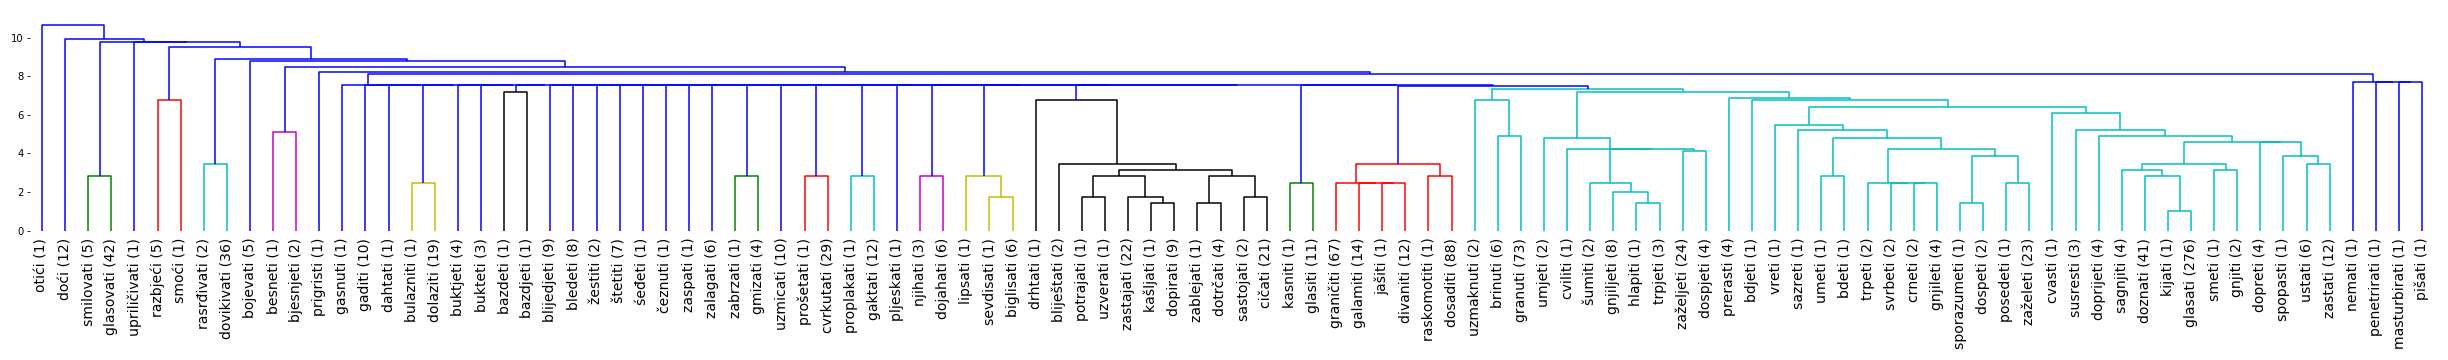 10
8
6
4
2
0
otići (1)
doći (12)
smilovati (5)
glasovati (42)
upriličivati (1)
razbjeći (5)
smoći (1)
rasrđivati (2)
dovikivati (36)
bojevati (5)
besneti (1)
bjesnjeti (2)
prigristi (1)
gasnuti (1)
gaditi (10)
dahtati (1)
bulazniti (1)
dolaziti (19)
buktjeti (4)
bukteti (3)
bazdeti (1)
bazdjeti (1)
blijedjeti (9)
bledeti (8)
žestiti (2)
štetiti (7)
šeđeti (1)
čeznuti (1)
zaspati (1)
zalagati (6)
zabrzati (1)
gmizati (4)
uzmicati (10)
prošetati (1)
cvrkutati (29)
proplakati (1)
gaktati (12)
pljeskati (1)
njihati (3)
dojahati (6)
lipsati (1)
sevdisati (1)
biglisati (6)
drhtati (1)
bliještati (2)
potrajati (1)
uzverati (1)
zastajati (22)
kašljati (1)
dopirati (9)
zablejati (1)
dotrčati (4)
sastojati (2)
cičati (21)
kasniti (1)
glasiti (11)
graničiti (67)
galamiti (14)
jašiti (1)
divaniti (12)
raskomotiti (1)
dosaditi (88)
uzmaknuti (2)
brinuti (6)
granuti (73)
umjeti (2)
cviliti (1)
šumiti (2)
gnjiljeti (8)
hlapiti (1)
trpjeti (3)
zaželjeti (24)
dospjeti (4)
prerasti (4)
bdjeti (1)
vreti (1)
sazreti (1)
umeti (1)
bdeti (1)
trpeti (2)
svrbeti (2)
crneti (2)
gnjileti (4)
sporazumeti (1)
dospeti (2)
posedeti (1)
zaželeti (23)
cvasti (1)
susresti (3)
doprijeti (4)
sagnjiti (4)
doznati (41)
kijati (1)
glasati (276)
smeti (1)
gnjiti (2)
dopreti (4)
spopasti (1)
ustati (6)
zastati (12)
nemati (1)
penetrirati (1)
masturbirati (1)
pišati (1)